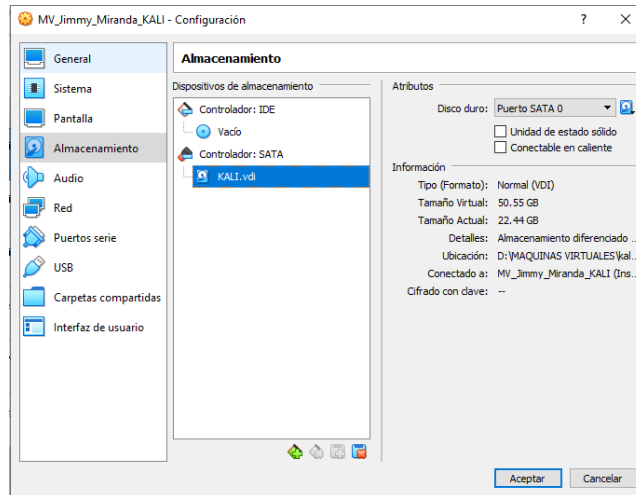 MV_Jimmy_Miranda_KALI - Configuración
General
Sistema
Pantalla
Almacenamiento
Audio
Red
Puertos serie
USB
Carpetas compartidas
Interfaz de usuario
Almacenamiento
Dispositivos de almacenamiento
Controlador: IDE
Vacío
Controlador: SATA
KALI.vdi
Atributos
Disco duro: Puerto SATA 0
Unidad de estado sólido
Conectable en caliente
Información
Tipo (Formato): Normal (VDI)
Tamaño Virtual: 50.55 GB
Tamaño Actual: 22.44 GB
Detalles: Almacenamiento diferenciado ..
Ubicación: D:\MAQUINAS VIRTUALES\kal..
Conectado a: MV_Jimmy_Miranda_KALI (Ins..
Cifrado con clave: --
Aceptar Cancelar